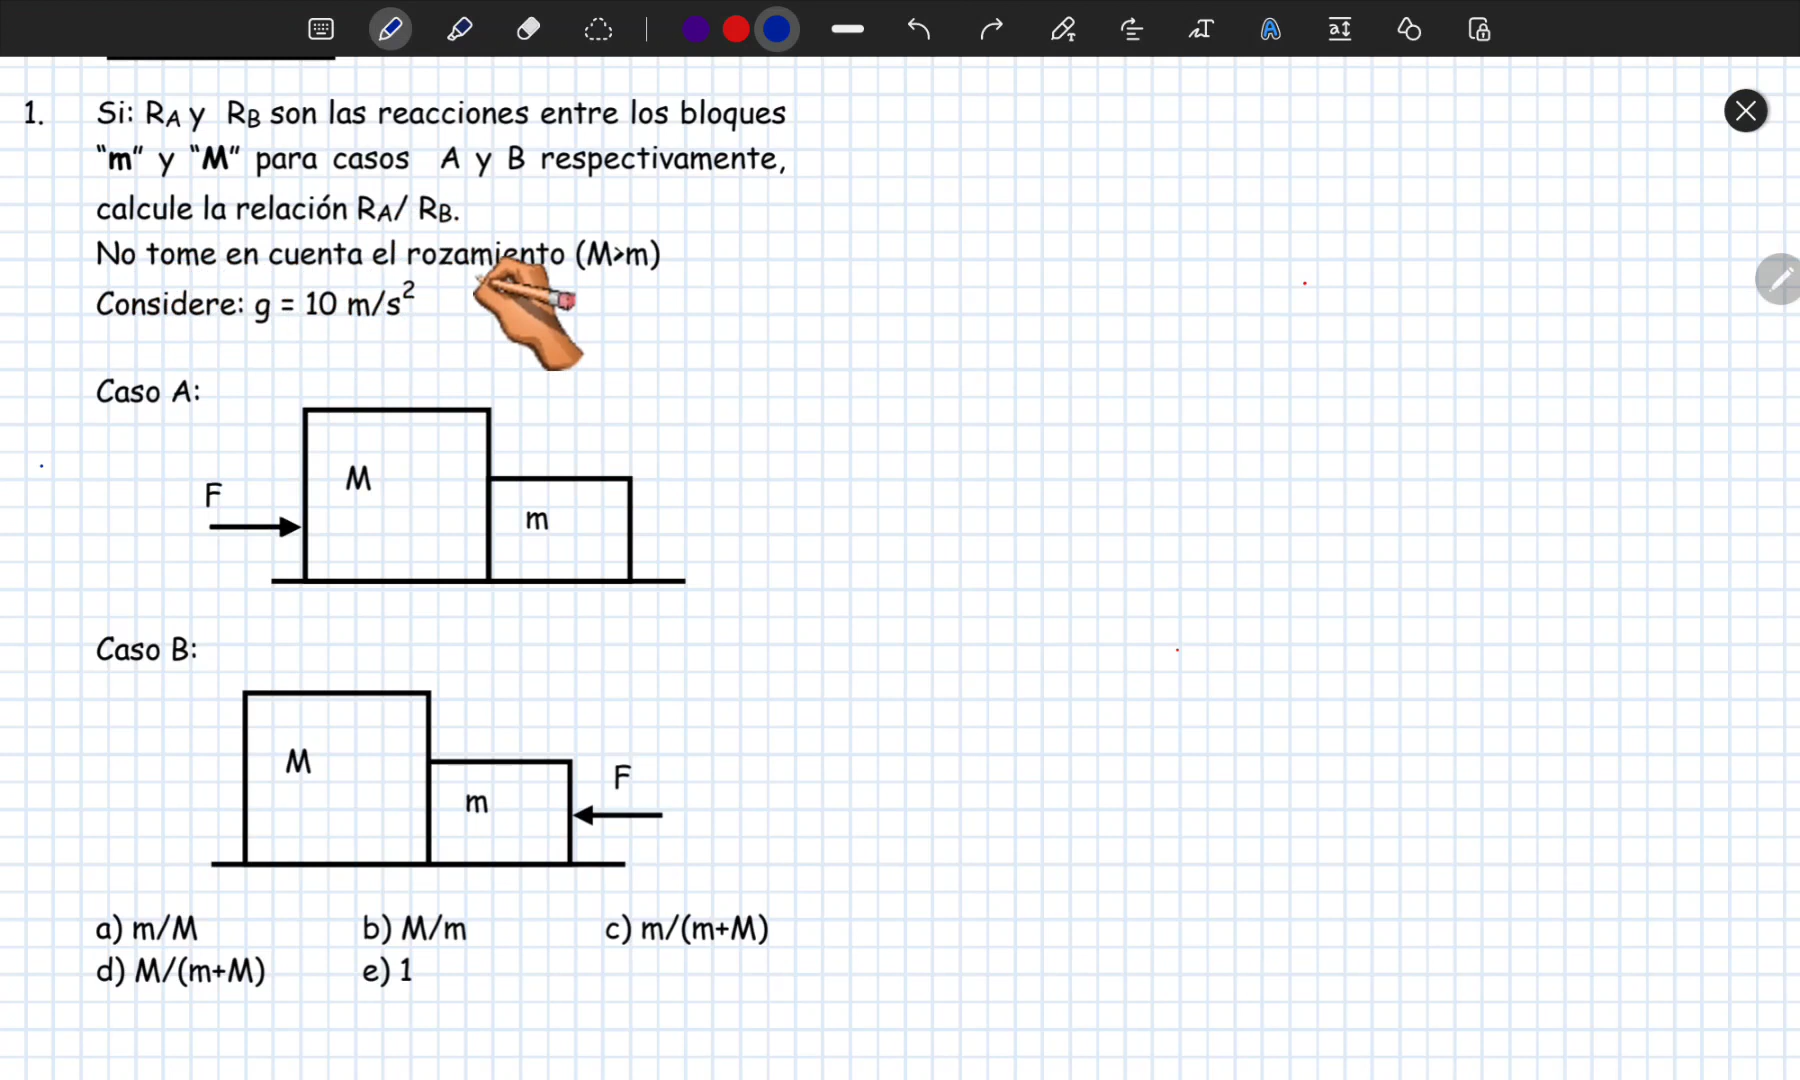 1. Si: RA y RB son las reacciones entre los bloques
"m" y "M" para casos A y B respectivamente,
calcule la relación RA/ RB.
No tome en cuenta el rozamiento (M>m)
Considere: g = 10 m/s²
Caso A:
M
F
m
Caso B:
M
F
m
a) m/M b) M/m c) m/(m+M)
d) M/(m+M) e) 1